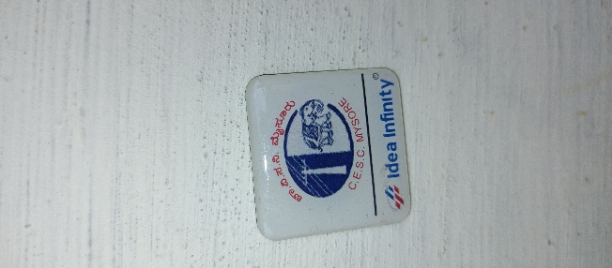 ಚಾ.ವಿ.ಸ.ನಿ. ಮೈಸೂರು
C.E.S.C. MYSORE
Idea Infinity